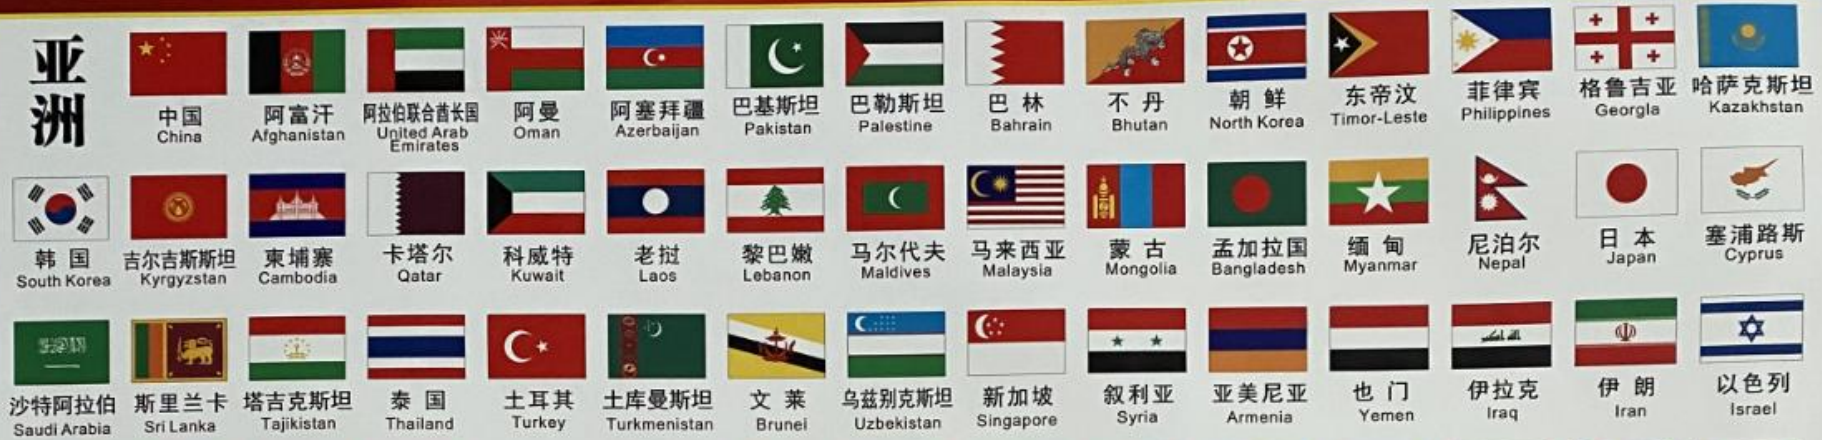 亚洲
中国
China
阿富汗
Afghanistan
阿拉伯联合酋长国
United Arab
Emirates
阿曼
Oman
阿塞拜疆
Azerbaijan
巴基斯坦
Pakistan
巴勒斯坦
Palestine
巴林
Bahrain
不丹
Bhutan
朝鲜
North Korea
东帝汶
Timor-Leste
菲律宾
Philippines
格鲁吉亚
Georgla
哈萨克斯坦
Kazakhstan
韩国
South Korea
吉尔吉斯斯坦
Kyrgyzstan
柬埔寨
Cambodia
卡塔尔
Qatar
科威特
Kuwait
老挝
Laos
黎巴嫩
Lebanon
马尔代夫
Maldives
马来西亚
Malaysia
蒙古
Mongolia
孟加拉国
Bangladesh
缅甸
Myanmar
尼泊尔
Nepal
日本
Japan
塞浦路斯
Cyprus
沙特阿拉伯
Saudi Arabia
斯里兰卡
Sri Lanka
塔吉克斯坦
Tajikistan
泰国
Thailand
土耳其
Turkey
土库曼斯坦
Turkmenistan
文莱
Brunei
乌兹别克斯坦
Uzbekistan
新加坡
Singapore
叙利亚
Syria
亚美尼亚
Armenia
也门
Yemen
伊拉克
Iraq
伊朗
Iran
以色列
Israel